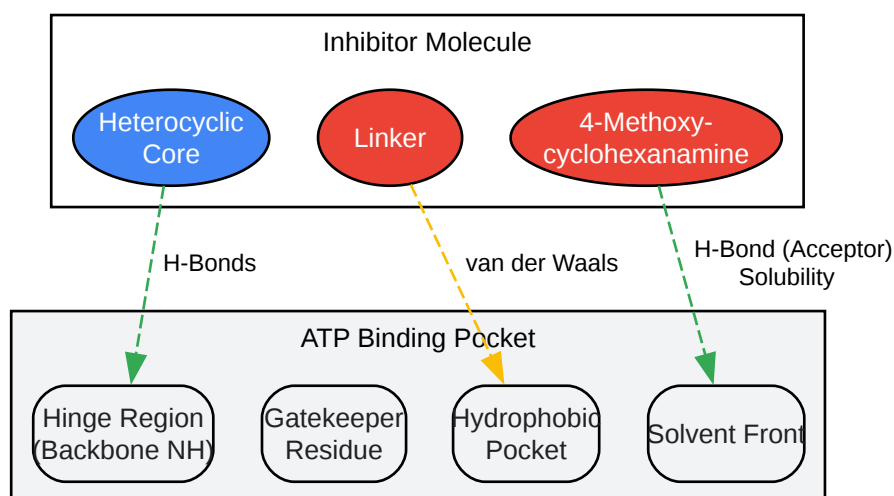 Inhibitor Molecule
Heterocyclic
Core
Linker
4-Methoxy-
cyclohexanamine
H-Bonds
van der Waals
H-Bond (Acceptor)
Solubility
ATP Binding Pocket
Hinge Region
(Backbone NH)
Gatekeeper
Residue
Hydrophobic
Pocket
Solvent Front